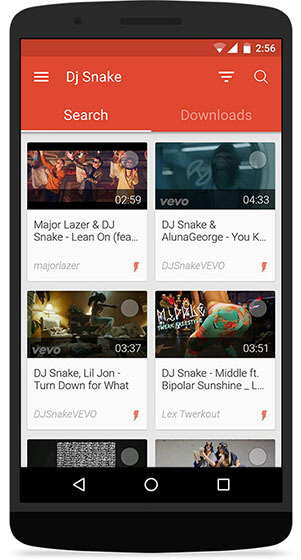 2:56
Dj Snake
Search
Downloads
02:59
vevo
04:33
Major Lazer & DJ
Snake - Lean On (fea...
majorlazer
DJ Snake &
AlunaGeorge - You K...
DJSnakeVEVO
vevo
03:37
03:51
DJ Snake, Lil Jon -
Turn Down for What
DJSnakeVEVO
DJ Snake - Middle ft.
Bipolar Sunshine _ L...
Lex Twerkout